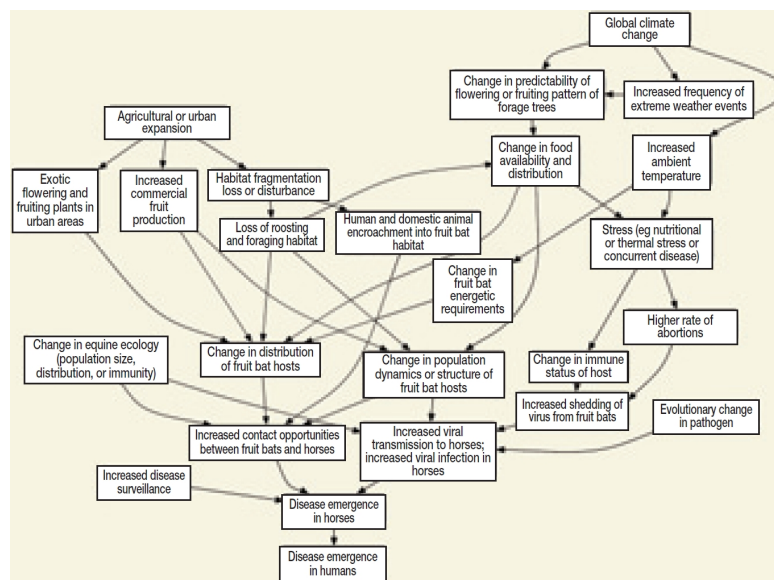 Global climate
change
Change in predictability of
flowering or fruiting pattern of
forage trees
Increased frequency of
extreme weather events
Agricultural or urban
expansion
Change in food
availability and
distribution
Increased
ambient
temperature
Exotic
flowering and
fruiting plants in
urban areas
Increased
commercial
fruit
production
Habitat fragmentation
loss or disturbance
Loss of roosting
and foraging habitat
Human and domestic animal
encroachment into fruit bat
habitat
Stress (eg nutritional
or thermal stress or
concurrent disease)
Change in
fruit bat
energetic
requirements
Higher rate of
abortions
Change in equine ecology
(population size,
distribution, or immunity)
Change in distribution
of fruit bat hosts
Change in population
dynamics or structure of
fruit bat hosts
Change in immune
status of host
Increased shedding of
virus from fruit bats
Evolutionary change
in pathogen
Increased contact opportunities
between fruit bats and horses
Increased viral
transmission to horses;
increased viral infection in
horses
Increased disease
surveillance
Disease emergence
in horses
Disease emergence
in humans